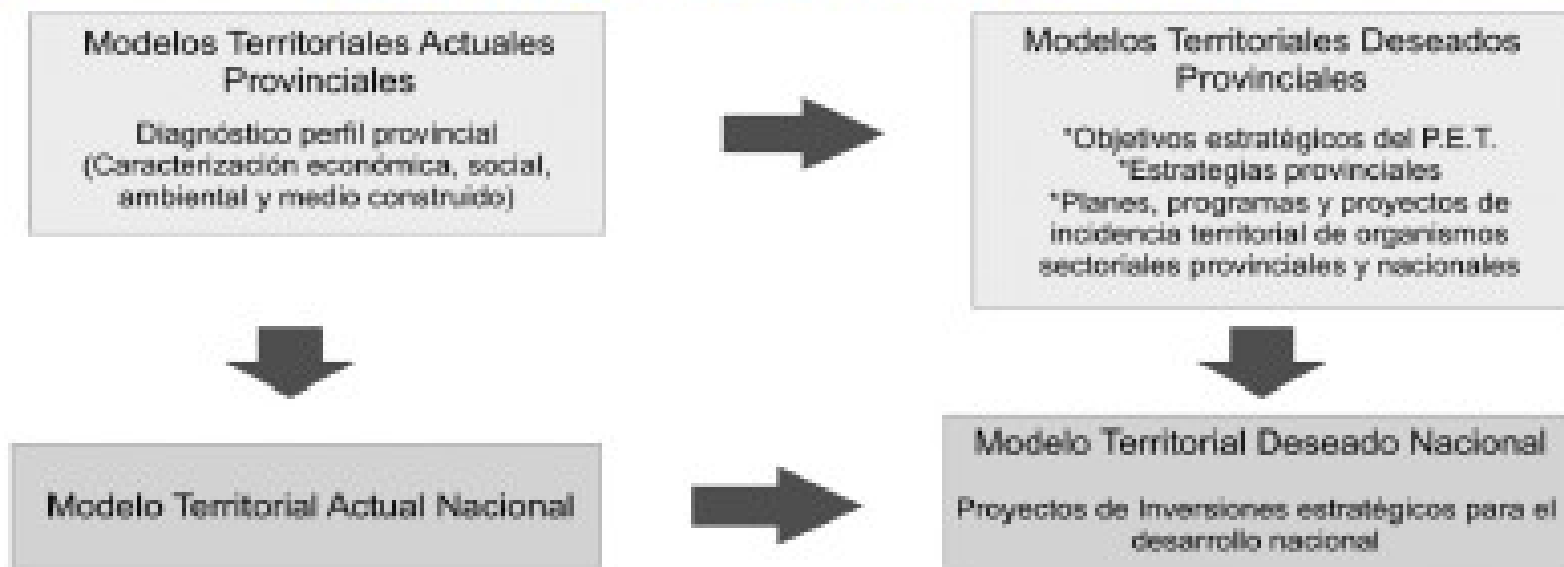 Modelos Territoriales Actuales
Provinciales
Diagnóstico perfil provincial
(Caracterización económica, social,
ambiental y medio construido)
Modelos Territoriales Deseados
Provinciales
*Objetivos estratégicos del P.E.T.
*Estrategias provinciales
*Planes, programas y proyectos de
incidencia territorial de organismos
sectoriales provinciales y nacionales
Modelo Territorial Actual Nacional
Modelo Territorial Deseado Nacional
Proyectos de Inversiones estratégicos para el
desarrollo nacional